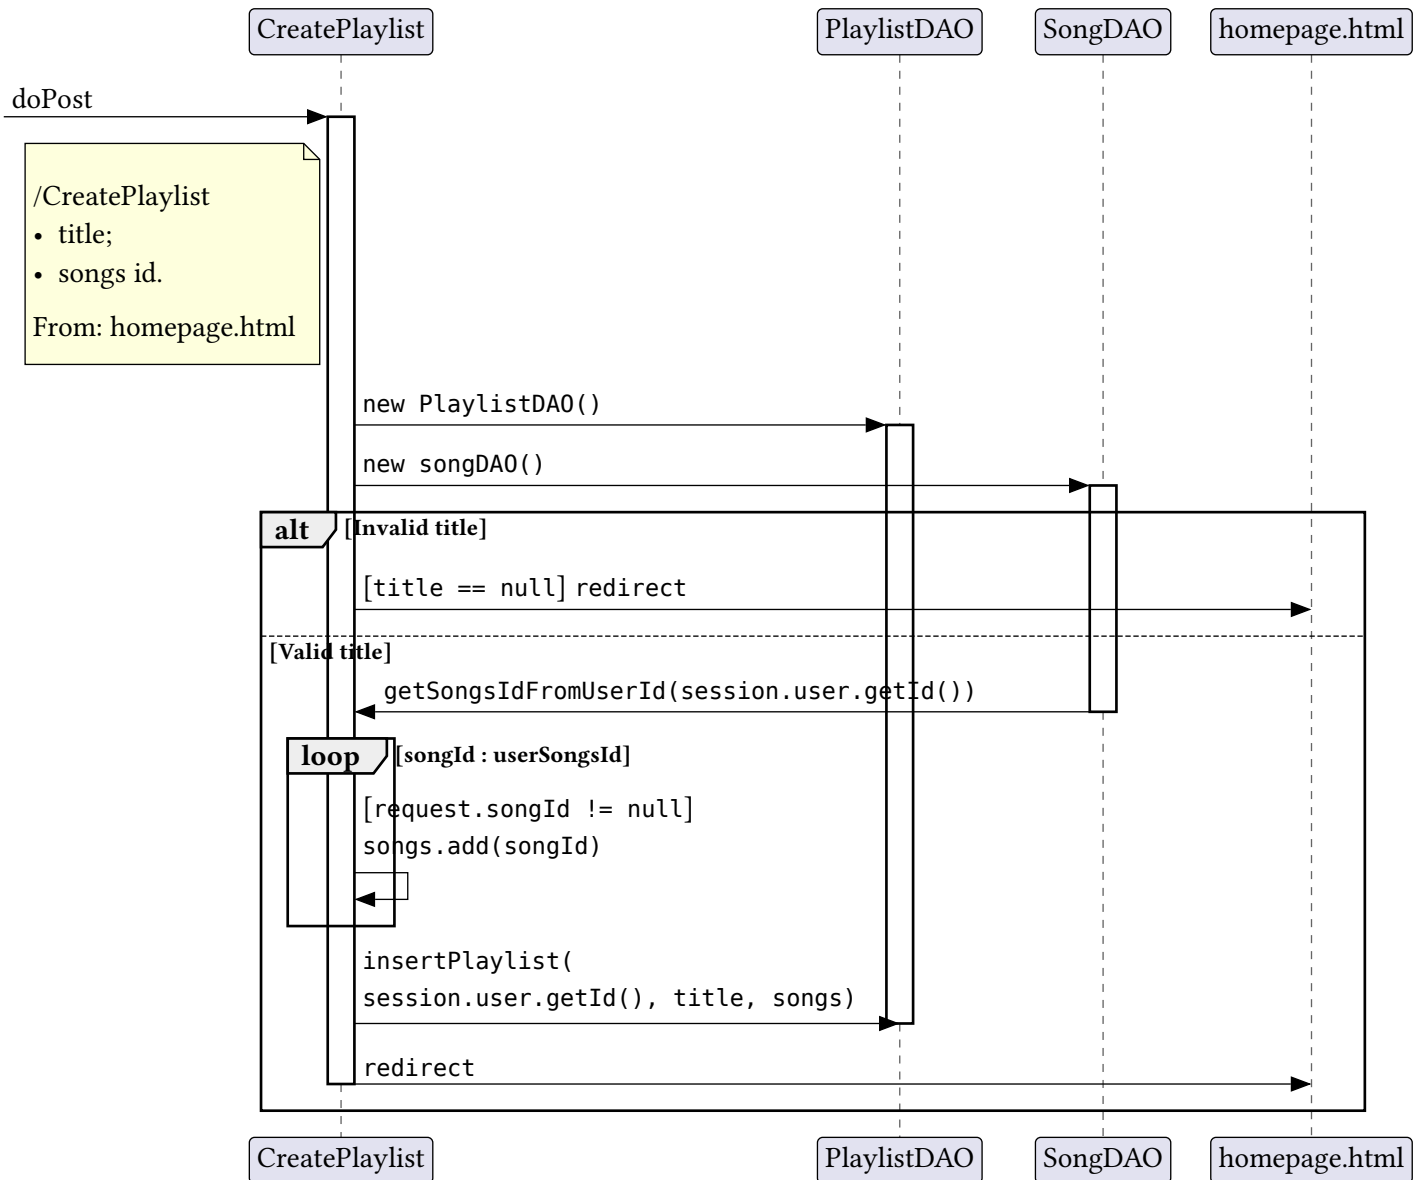 CreatePlaylist PlaylistDAO SongDAO homepage.html
doPost
/CreatePlaylist
• title;
• songs id.
From: homepage.html
new PlaylistDAO()
new songDAO()
alt [Invalid title]
[title == null] redirect
[Valid title]
getSongsIdFromUserId(session.user.getId())
loop [songId : userSongsId]
[request.songId != null]
songs.add(songId)
insertPlaylist(
session.user.getId(), title, songs)
redirect
CreatePlaylist PlaylistDAO SongDAO homepage.html